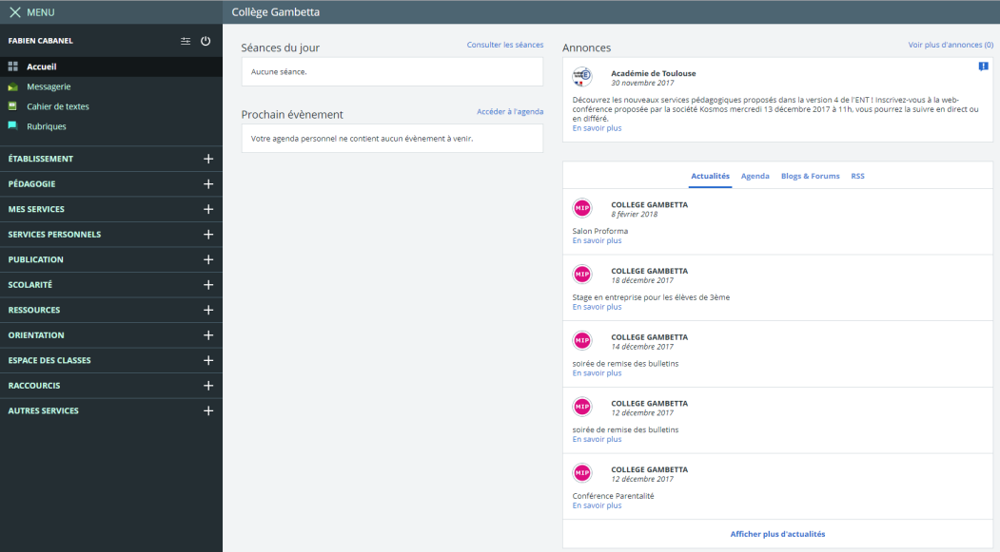 MENU
Collège Gambetta
FABIEN CABANEL
Accueil
Messagerie
Cahier de textes
Rubriques
ÉTABLISSEMENT
PÉDAGOGIE
MES SERVICES
SERVICES PERSONNELS
PUBLICATION
SCOLARITÉ
RESSOURCES
ORIENTATION
ESPACE DES CLASSES
RACCOURCIS
AUTRES SERVICES
Séances du jour
Consulter les séances
Aucune séance.
Prochain évènement
Accéder à l'agenda
Votre agenda personnel ne contient aucun évènement à venir.
Annonces
Voir plus d'annonces (0)
Académie de Toulouse
30 novembre 2017
Découvrez les nouveaux services pédagogiques proposés dans la version 4 de l'ENT ! Inscrivez-vous à la web-
conférence proposée par la société Kosmos mercredi 13 décembre 2017 à 11h, vous pourrez la suivre en direct ou
en différé.
En savoir plus
Actualités Agenda Blogs & Forums RSS
MIP
COLLEGE GAMBETTA
8 février 2018
Salon Proforma
En savoir plus
MIP
COLLEGE GAMBETTA
18 décembre 2017
Stage en entreprise pour les élèves de 3ème
En savoir plus
MIP
COLLEGE GAMBETTA
14 décembre 2017
soirée de remise des bulletins
En savoir plus
MIP
COLLEGE GAMBETTA
12 décembre 2017
soirée de remise des bulletins
En savoir plus
MIP
COLLEGE GAMBETTA
12 décembre 2017
Conférence Parentalité
En savoir plus
Afficher plus d'actualités